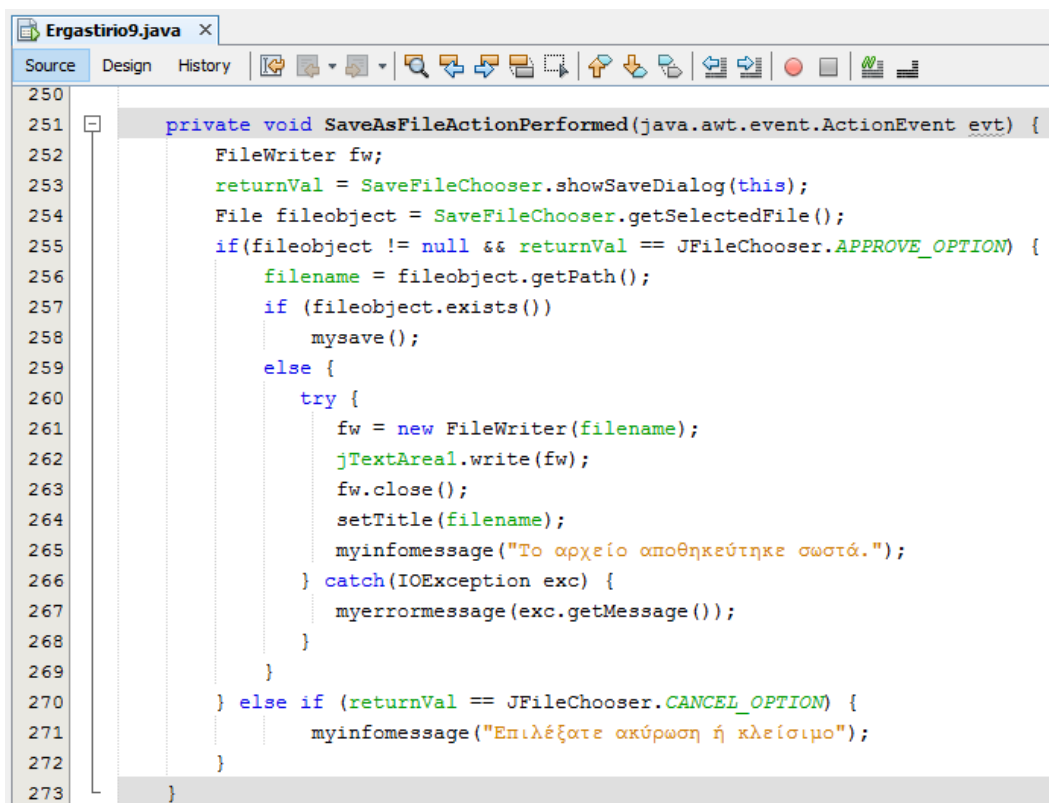 Ergastirio9.java ×
Source Design History
250
251 private void SaveAsFileActionPerformed(java.awt.event.ActionEvent evt) {
252 FileWriter fw;
253 returnVal = SaveFileChooser.showSaveDialog(this);
254 File fileobject = SaveFileChooser.getSelectedFile();
255 if(fileobject != null && returnVal == JFileChooser.APPROVE_OPTION) {
256 filename = fileobject.getPath();
257 if (fileobject.exists())
258 mysave();
259 else {
260 try {
261 fw = new FileWriter(filename);
262 jTextArea1.write(fw);
263 fw.close();
264 setTitle(filename);
265 myinfomessage("Το αρχείο αποθηκεύτηκε σωστά.");
266 } catch(IOException exc) {
267 myerrormessage(exc.getMessage());
268 }
269 }
270 } else if (returnVal == JFileChooser.CANCEL_OPTION) {
271 myinfomessage("Επιλέξατε ακύρωση ή κλείσιμο");
272 }
273 }